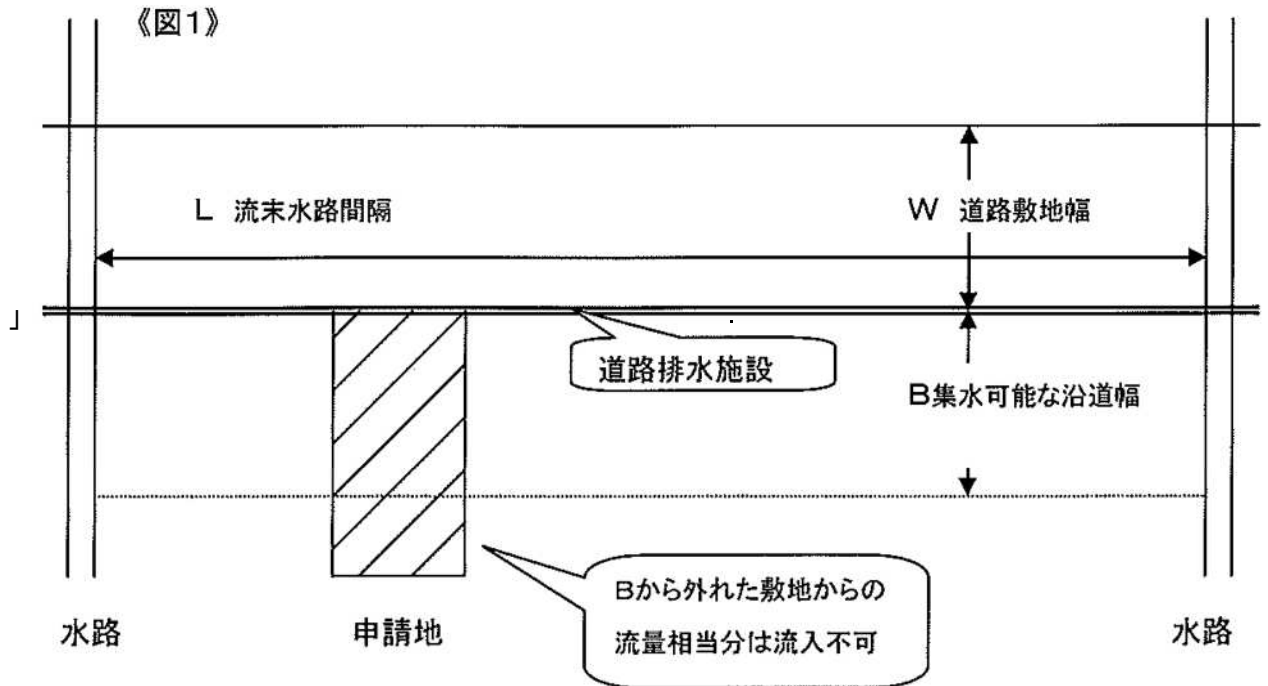 《図1》
L 流末水路間隔
W 道路敷地幅
」
道路排水施設
B集水可能な沿道幅
Bから外れた敷地からの
流量相当分は流入不可
水路
申請地
水路